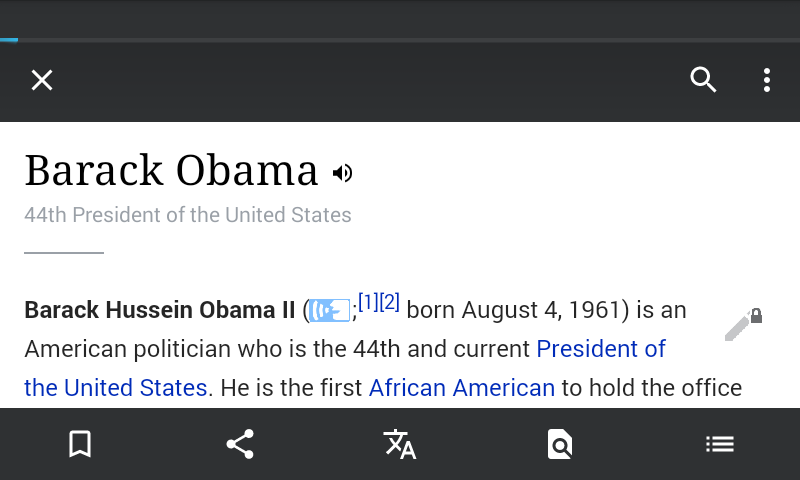 Barack Obama
44th President of the United States
Barack Hussein Obama II (;[1][2] born August 4, 1961) is an
American politician who is the 44th and current President of
the United States. He is the first African American to hold the office